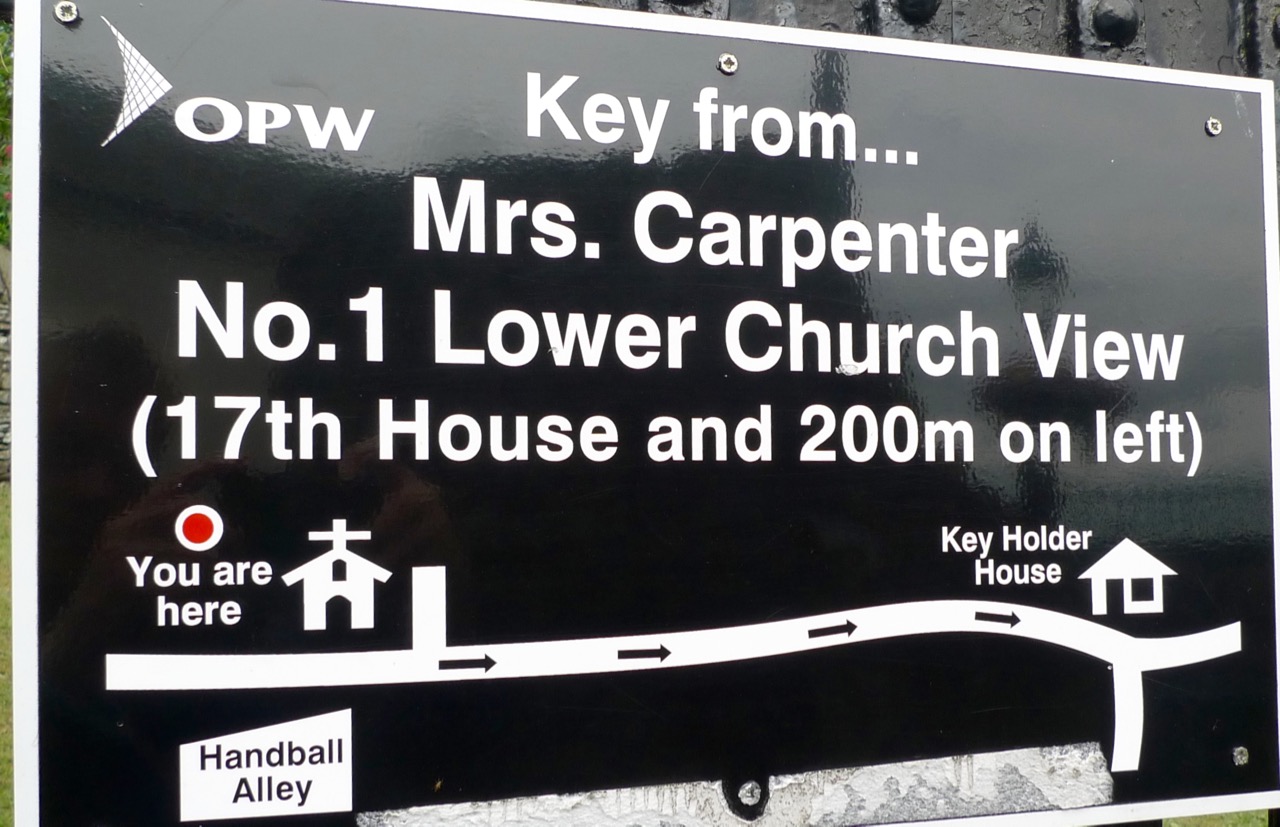 OPW
Key from...
Mrs. Carpenter
No.1 Lower Church View
(17th House and 200m on left)
You are
here
Key Holder
House
Handball
Alley